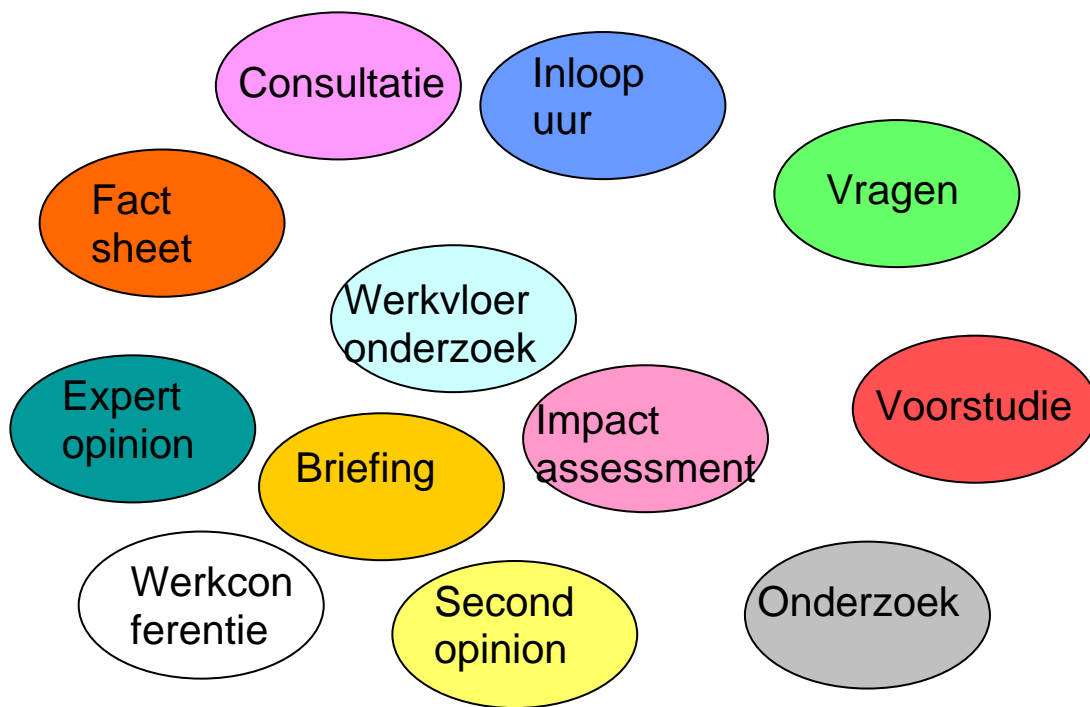 Consultatie
Inloop
uur
Vragen
Fact
sheet
Werkvloer
onderzoek
Expert
opinion
Impact
assessment
Voorstudie
Briefing
Werkcon
ferentie
Second
opinion
Onderzoek